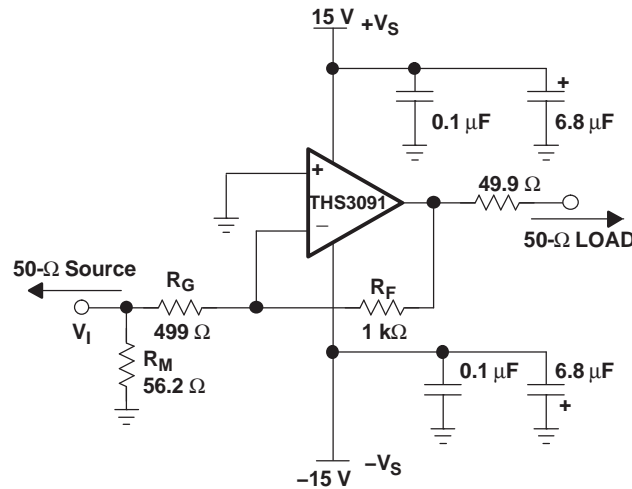 15 V
+V_S
+
0.1 μF
6.8 μF
+
THS3091
−
49.9 Ω
50-Ω LOAD
50-Ω Source
R_G
R_F
V_I
499 Ω
1 kΩ
R_M
56.2 Ω
0.1 μF
6.8 μF
+
−15 V
−V_S